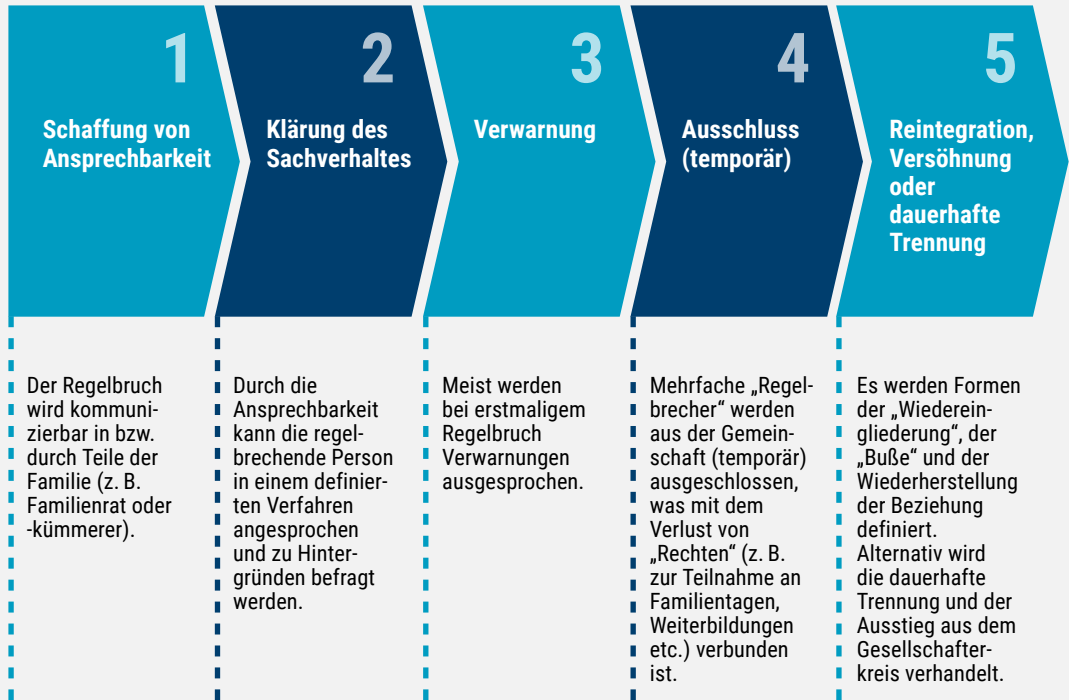 1
Schaffung von
Ansprechbarkeit
2
Klärung des
Sachverhaltes
3
Verwarnung
4
Ausschluss
(temporär)
5
Reintegration,
Versöhnung
oder
dauerhafte
Trennung
Der Regelbruch
wird kommuni-
zierbar in bzw.
durch Teile der
Familie (z. B.
Familienrat oder
-kümmerer).
Durch die
Ansprechbarkeit
kann die regel-
brechende Person
in einem definier-
ten Verfahren
angesprochen
und zu Hinter-
gründen befragt
werden.
Meist werden
bei erstmaligem
Regelbruch
Verwarnungen
ausgesprochen.
Mehrfache „Regel-
brecher“ werden
aus der Gemein-
schaft (temporär)
ausgeschlossen,
was mit dem
Verlust von
„Rechten“ (z. B.
zur Teilnahme an
Familientagen,
Weiterbildungen
etc.) verbunden
ist.
Es werden Formen
der „Wiederein-
gliederung“, der
„Buße“ und der
Wiederherstellung
der Beziehung
definiert.
Alternativ wird
die dauerhafte
Trennung und der
Ausstieg aus dem
Gesellschafter-
kreis verhandelt.